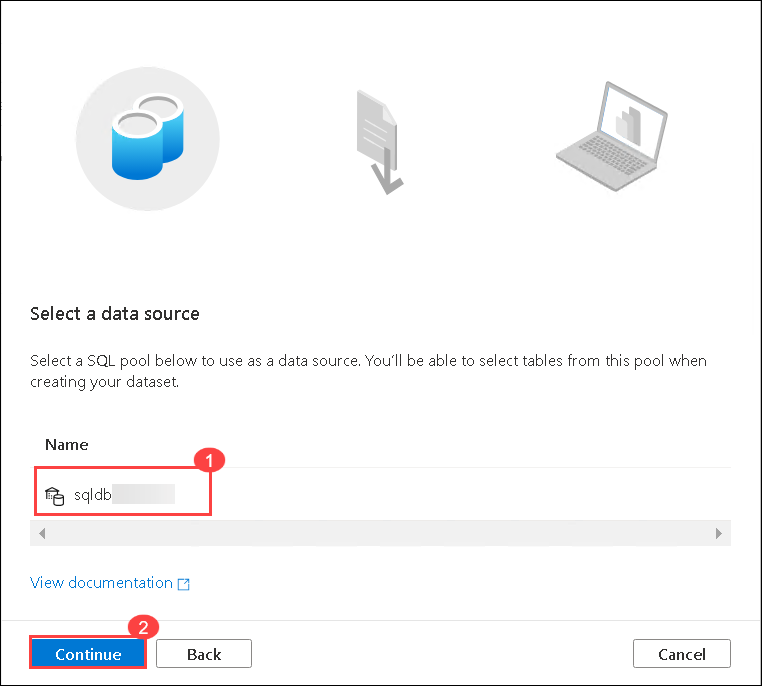 Select a data source
Select a SQL pool below to use as a data source. You'll be able to select tables from this pool when
creating your dataset.
Name
1
sqldb
View documentation
2
Continue
Back
Cancel